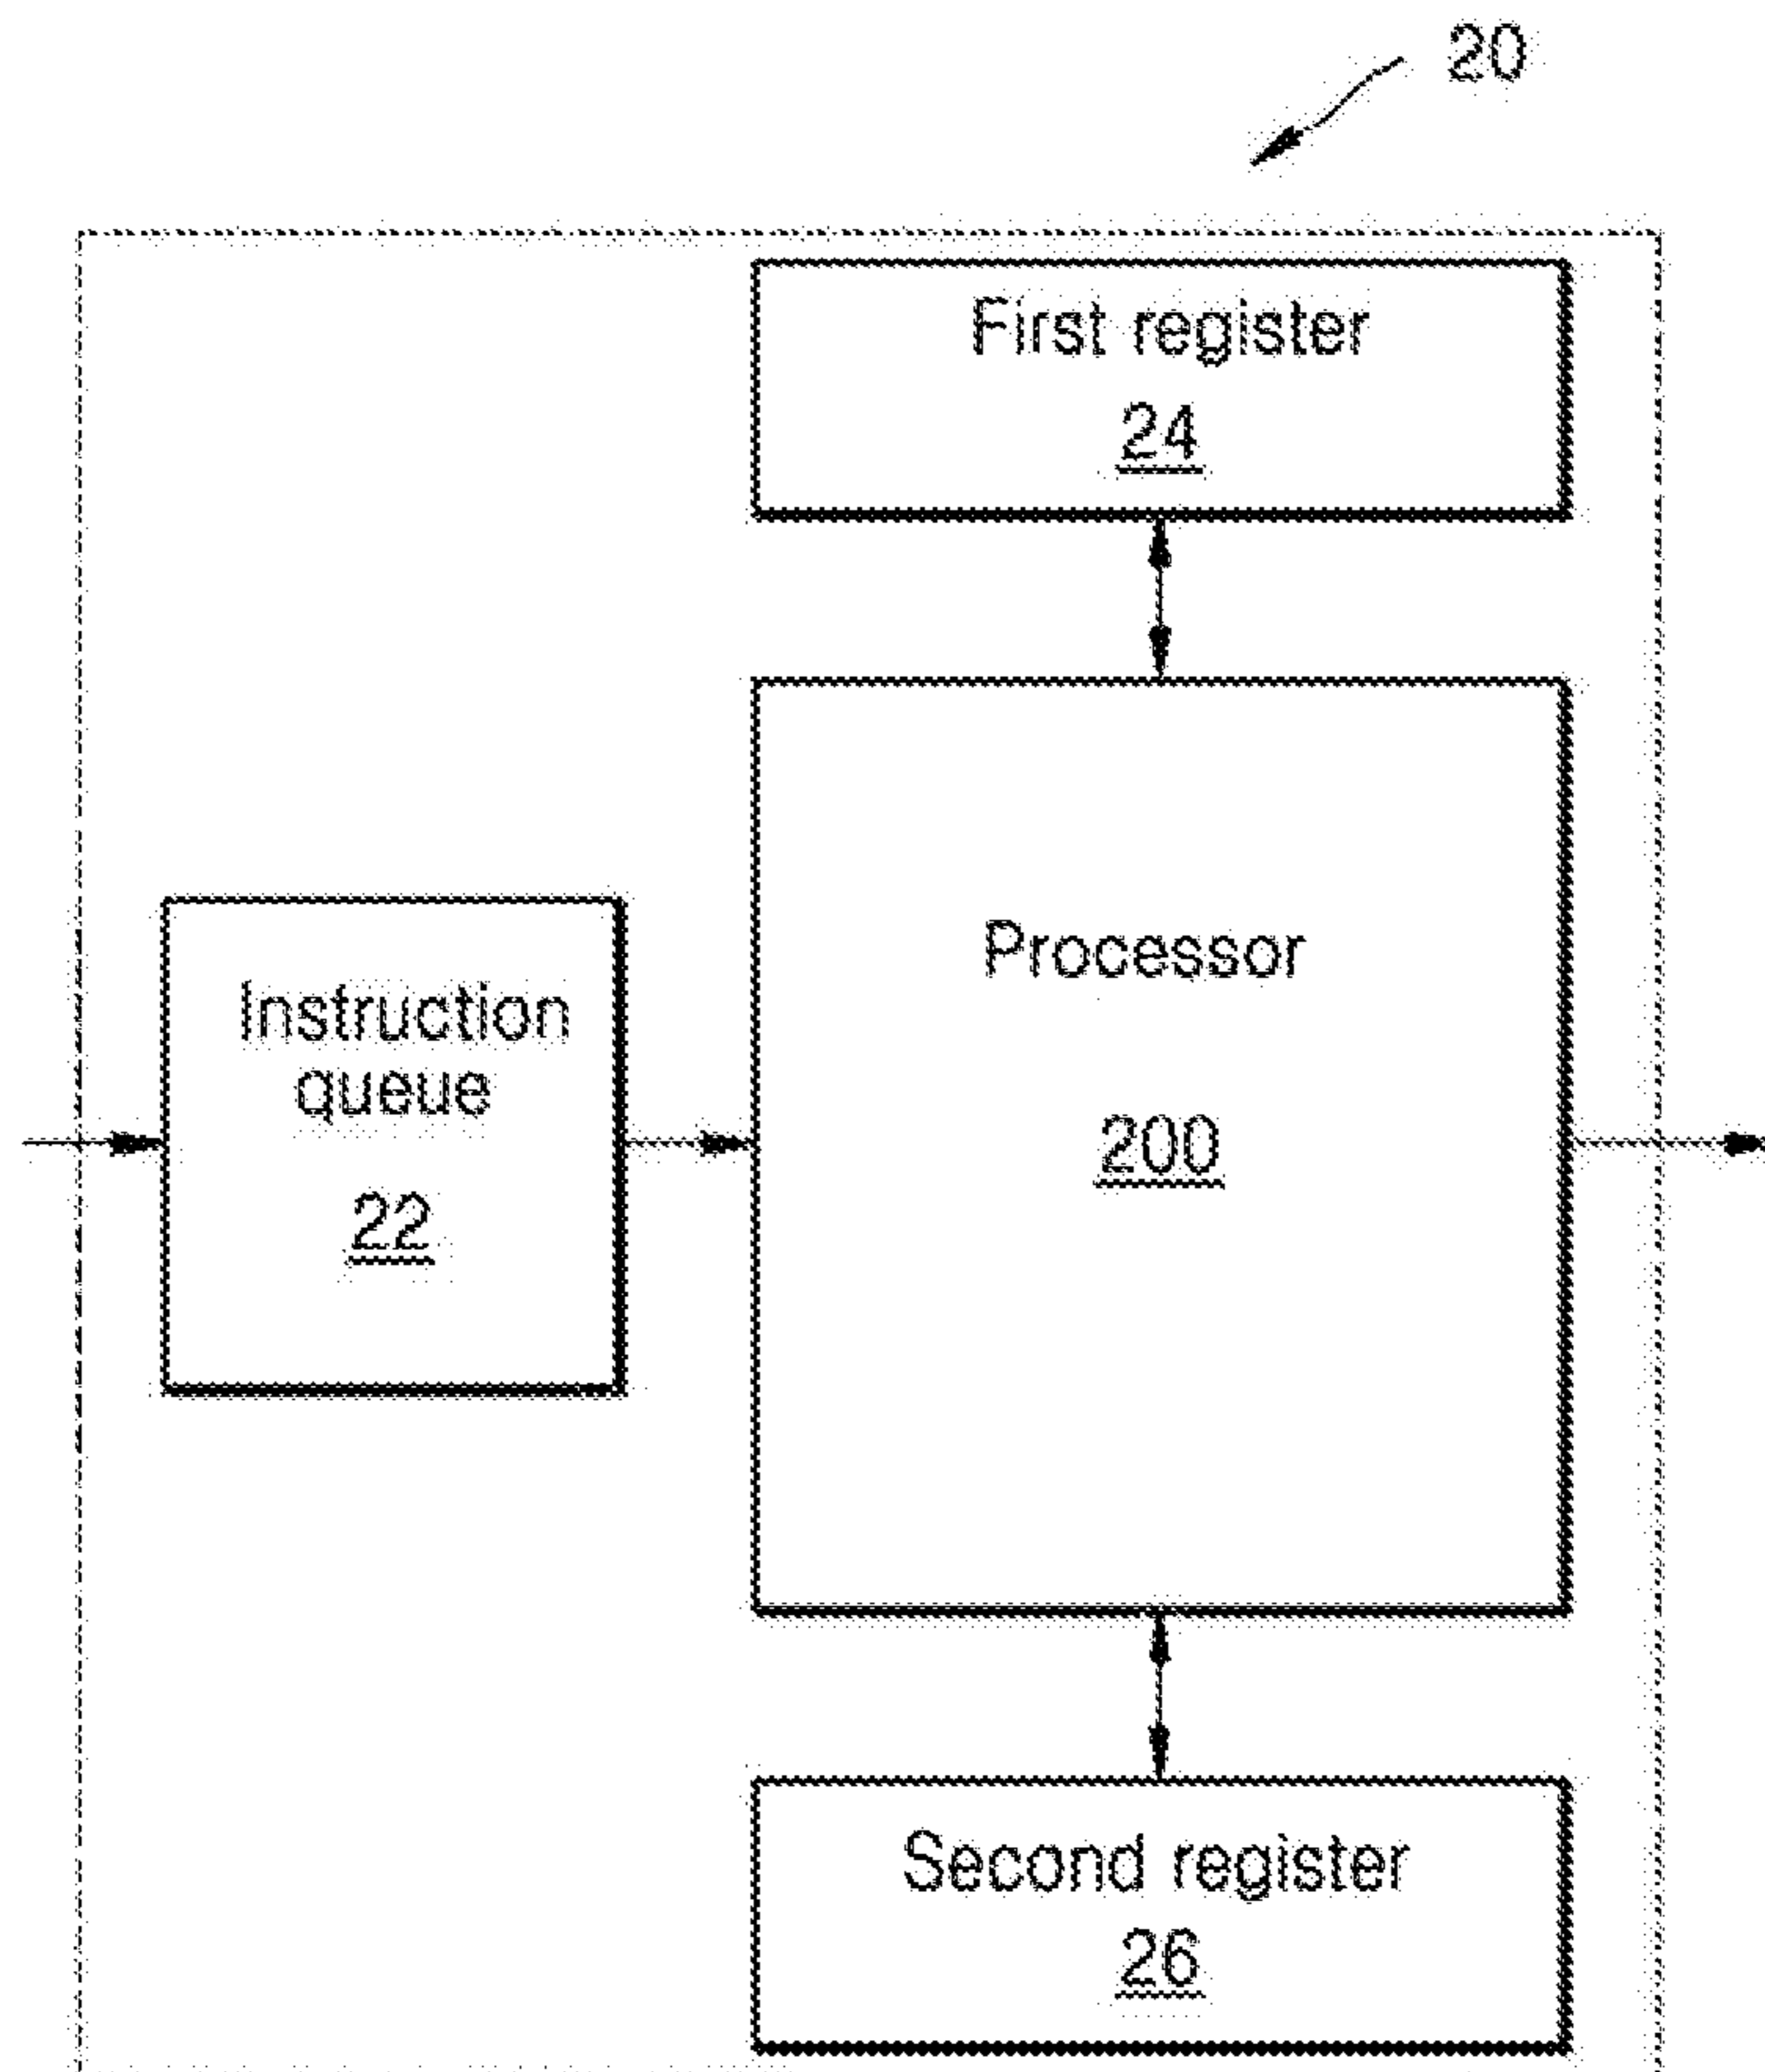 20
First register
24
Processor
200
Instruction
queue
22
Second register
26